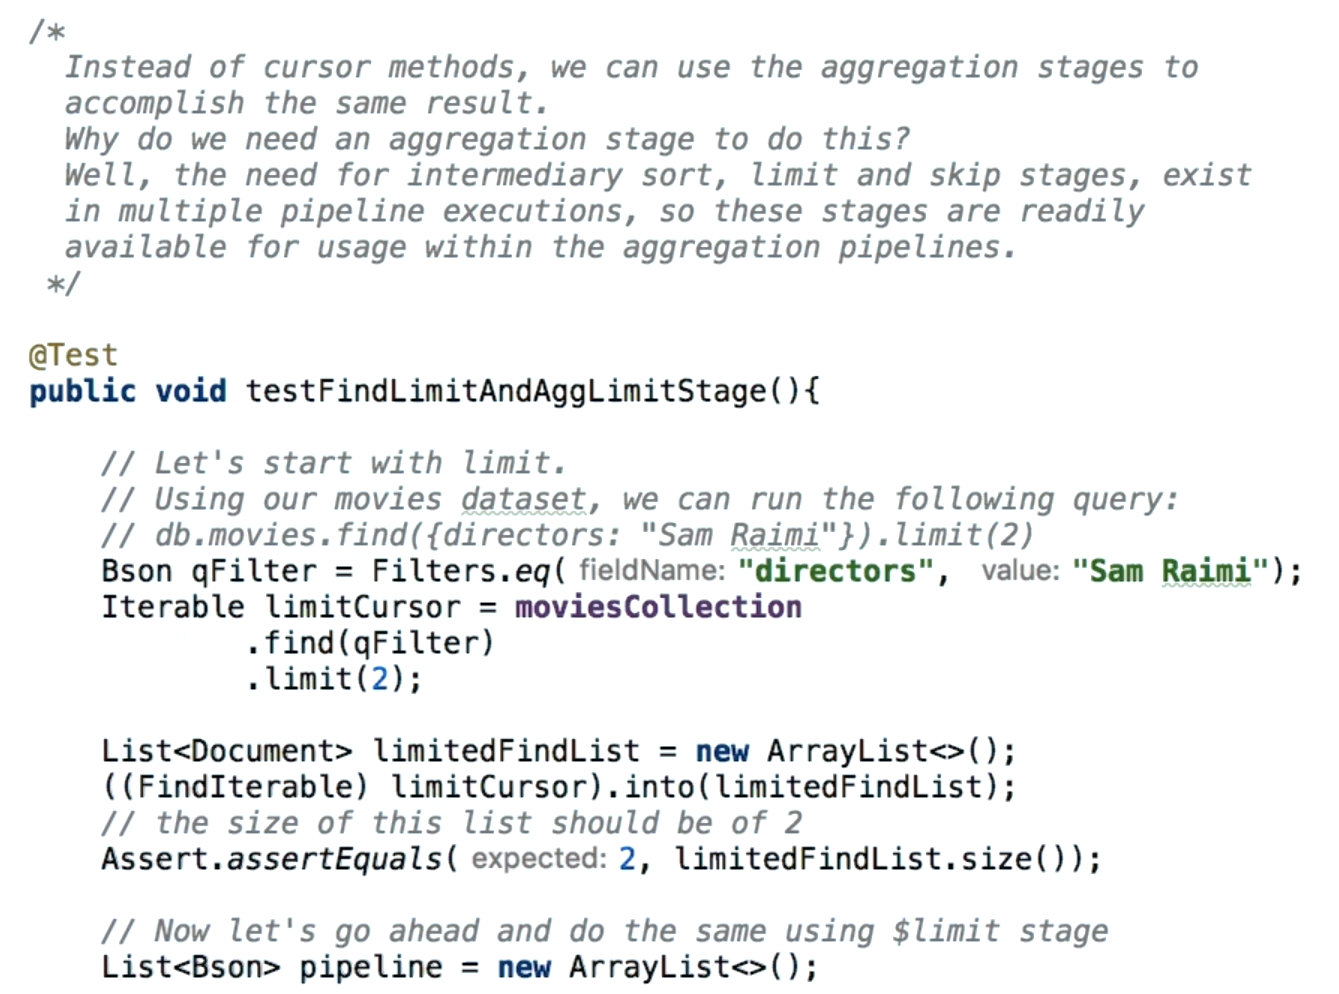 /*
Instead of cursor methods, we can use the aggregation stages to
accomplish the same result.
Why do we need an aggregation stage to do this?
Well, the need for intermediary sort, limit and skip stages, exist
in multiple pipeline executions, so these stages are readily
available for usage within the aggregation pipelines.
*/
@Test
public void testFindLimitAndAggLimitStage(){
// Let's start with limit.
// Using our movies dataset, we can run the following query:
// db.movies.find({directors: "Sam Raimi"}).limit(2)
Bson qFilter = Filters.eq( fieldName: "directors",  value: "Sam Raimi");
Iterable limitCursor = moviesCollection
.find(qFilter)
.limit(2);
List<Document> limitedFindList = new ArrayList<>();
((FindIterable) limitCursor).into(limitedFindList);
// the size of this list should be of 2
Assert.assertEquals( expected: 2, limitedFindList.size());
// Now let's go ahead and do the same using $limit stage
List<Bson> pipeline = new ArrayList<>();